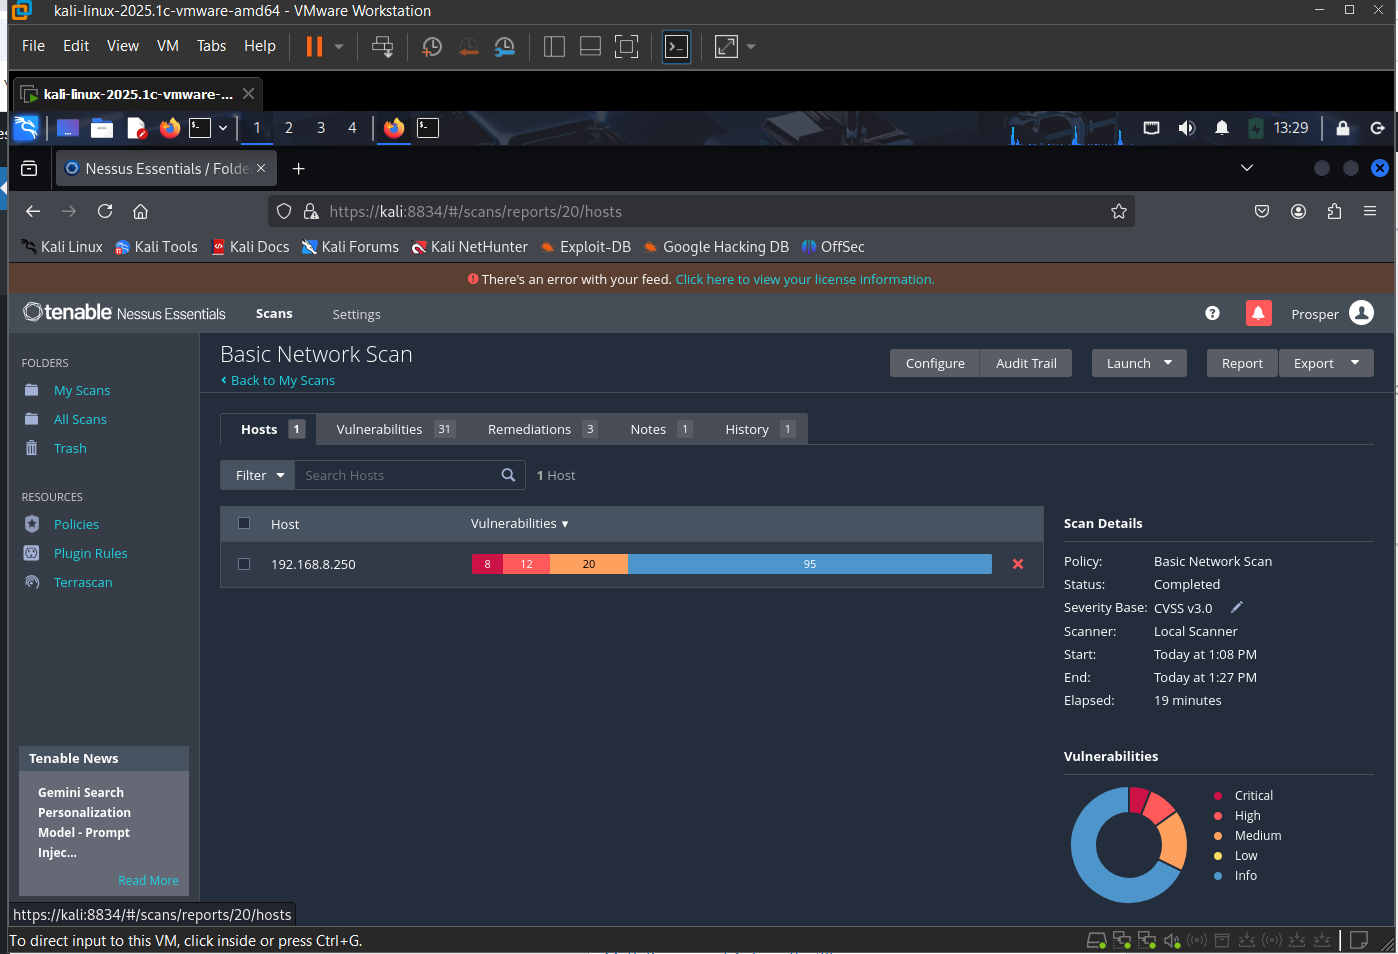 kali-linux-2025.1c-vmware-amd64 - VMware Workstation
File Edit View VM Tabs Help
kali-linux-2025.1c-vmware-...
1 2 3 4 13:29
Nessus Essentials / Folde
https://kali:8834/#/scans/reports/20/hosts
Kali Linux Kali Tools Kali Docs Kali Forums Kali NetHunter Exploit-DB Google Hacking DB OffSec
There's an error with your feed. Click here to view your license information.
tenable Nessus Essentials Scans Settings Prosper
FOLDERS
My Scans
All Scans
Trash
RESOURCES
Policies
Plugin Rules
Terrascan
Tenable News
Gemini Search
Personalization
Model - Prompt
Injec...
Read More
Basic Network Scan
Back to My Scans
Configure Audit Trail Launch Report Export
Hosts 1 Vulnerabilities 31 Remediations 3 Notes 1 History 1
Filter Search Hosts 1 Host
Host Vulnerabilities
192.168.8.250 8 12 20 95
Scan Details
Policy: Basic Network Scan
Status: Completed
Severity Base: CVSS v3.0
Scanner: Local Scanner
Start: Today at 1:08 PM
End: Today at 1:27 PM
Elapsed: 19 minutes
Vulnerabilities
Critical
High
Medium
Low
Info
https://kali:8834/#/scans/reports/20/hosts
To direct input to this VM, click inside or press Ctrl+G.